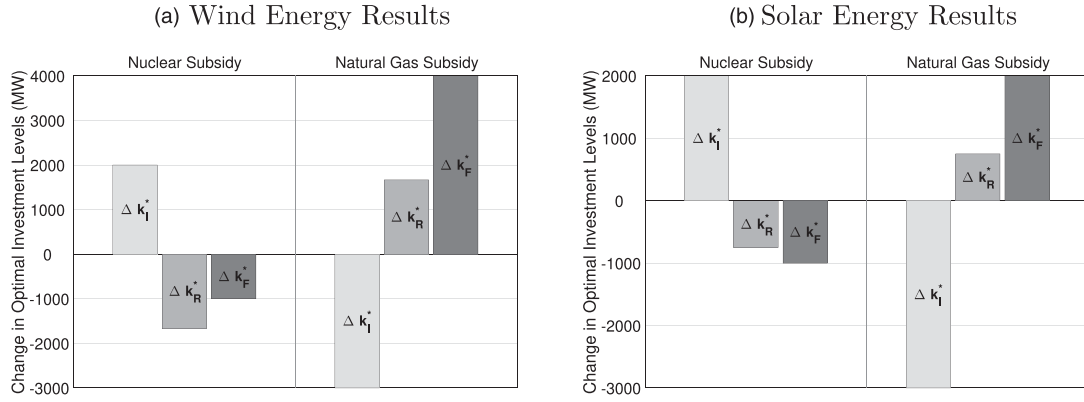 (a) Wind Energy Results
Nuclear Subsidy
Natural Gas Subsidy
Change in Optimal Investment Levels (MW)
4000
3000
2000
1000
0
-1000
-2000
-3000
Δ k*I
Δ k*R
Δ k*F
Δ k*I
Δ k*R
Δ k*F
(b) Solar Energy Results
Nuclear Subsidy
Natural Gas Subsidy
Change in Optimal Investment Levels (MW)
2000
1000
0
-1000
-2000
-3000
Δ k*I
Δ k*R
Δ k*F
Δ k*I
Δ k*R
Δ k*F